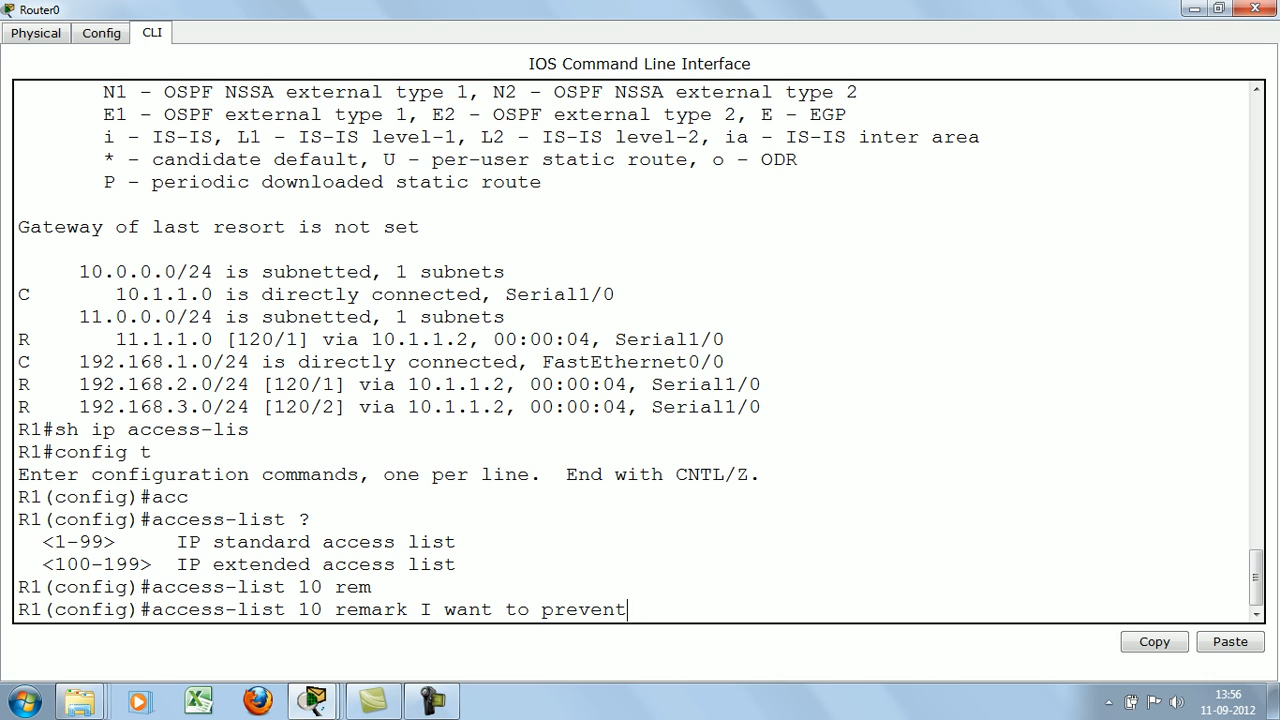 Router0
Physical Config CLI
IOS Command Line Interface
N1 - OSPF NSSA external type 1, N2 - OSPF NSSA external type 2
E1 - OSPF external type 1, E2 - OSPF external type 2, E - EGP
i - IS-IS, L1 - IS-IS level-1, L2 - IS-IS level-2, ia - IS-IS inter area
* - candidate default, U - per-user static route, o - ODR
P - periodic downloaded static route
Gateway of last resort is not set
10.0.0.0/24 is subnetted, 1 subnets
C 10.1.1.0 is directly connected, Serial1/0
11.0.0.0/24 is subnetted, 1 subnets
R 11.1.1.0 [120/1] via 10.1.1.2, 00:00:04, Serial1/0
C 192.168.1.0/24 is directly connected, FastEthernet0/0
R 192.168.2.0/24 [120/1] via 10.1.1.2, 00:00:04, Serial1/0
R 192.168.3.0/24 [120/2] via 10.1.1.2, 00:00:04, Serial1/0
R1#sh ip access-lis
R1#config t
Enter configuration commands, one per line. End with CNTL/Z.
R1(config)#acc
R1(config)#access-list ?
<1-99> IP standard access list
<100-199> IP extended access list
R1(config)#access-list 10 rem
R1(config)#access-list 10 remark I want to prevent
Copy Paste
13:56
11-09-2012